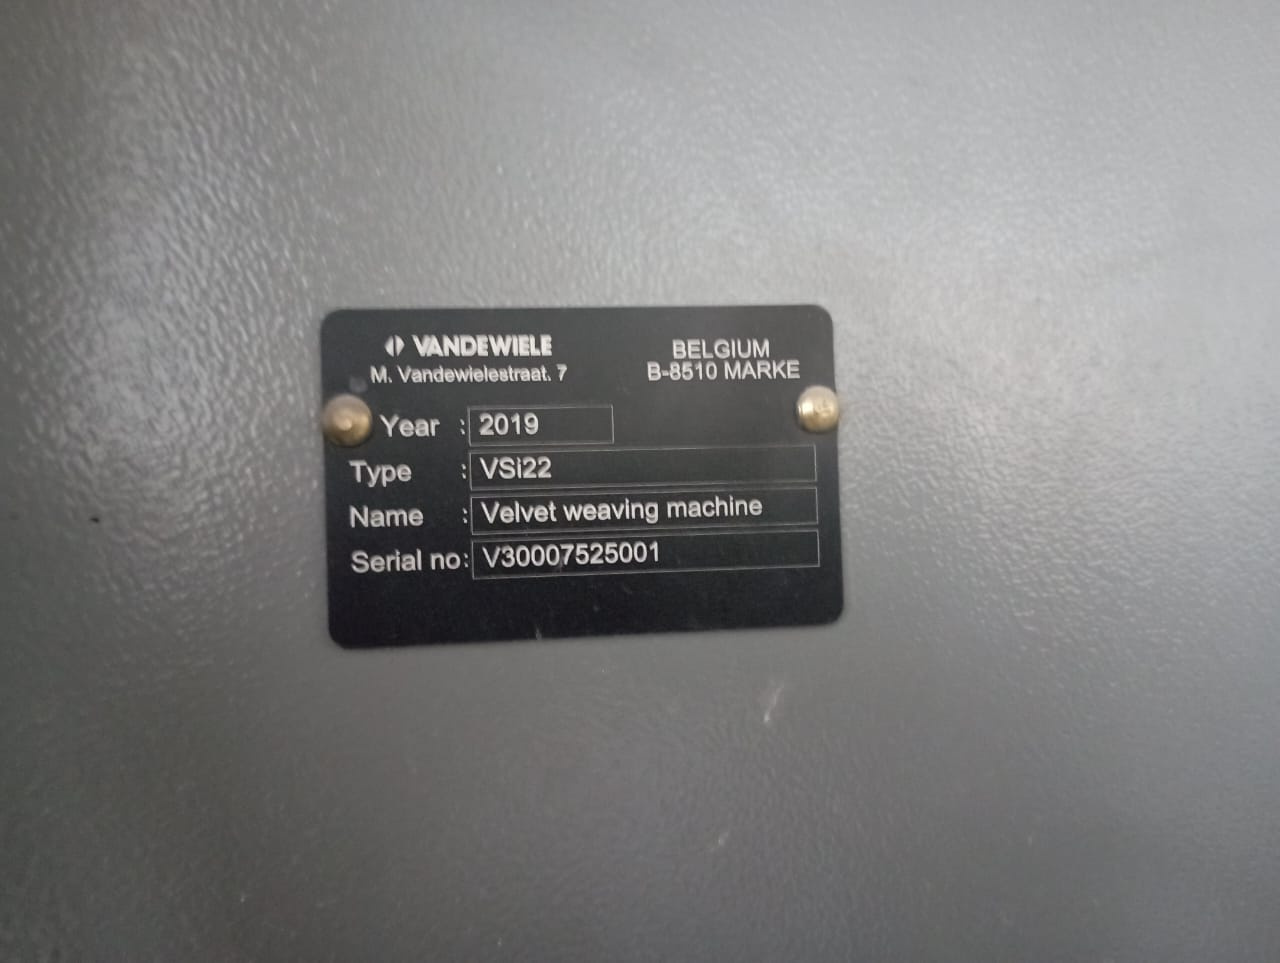 VANDEWIELE
M. Vandewielestraat. 7
BELGIUM
B-8510 MARKE
Year : 2019
Type : VSi22
Name : Velvet weaving machine
Serial no: V30007525001